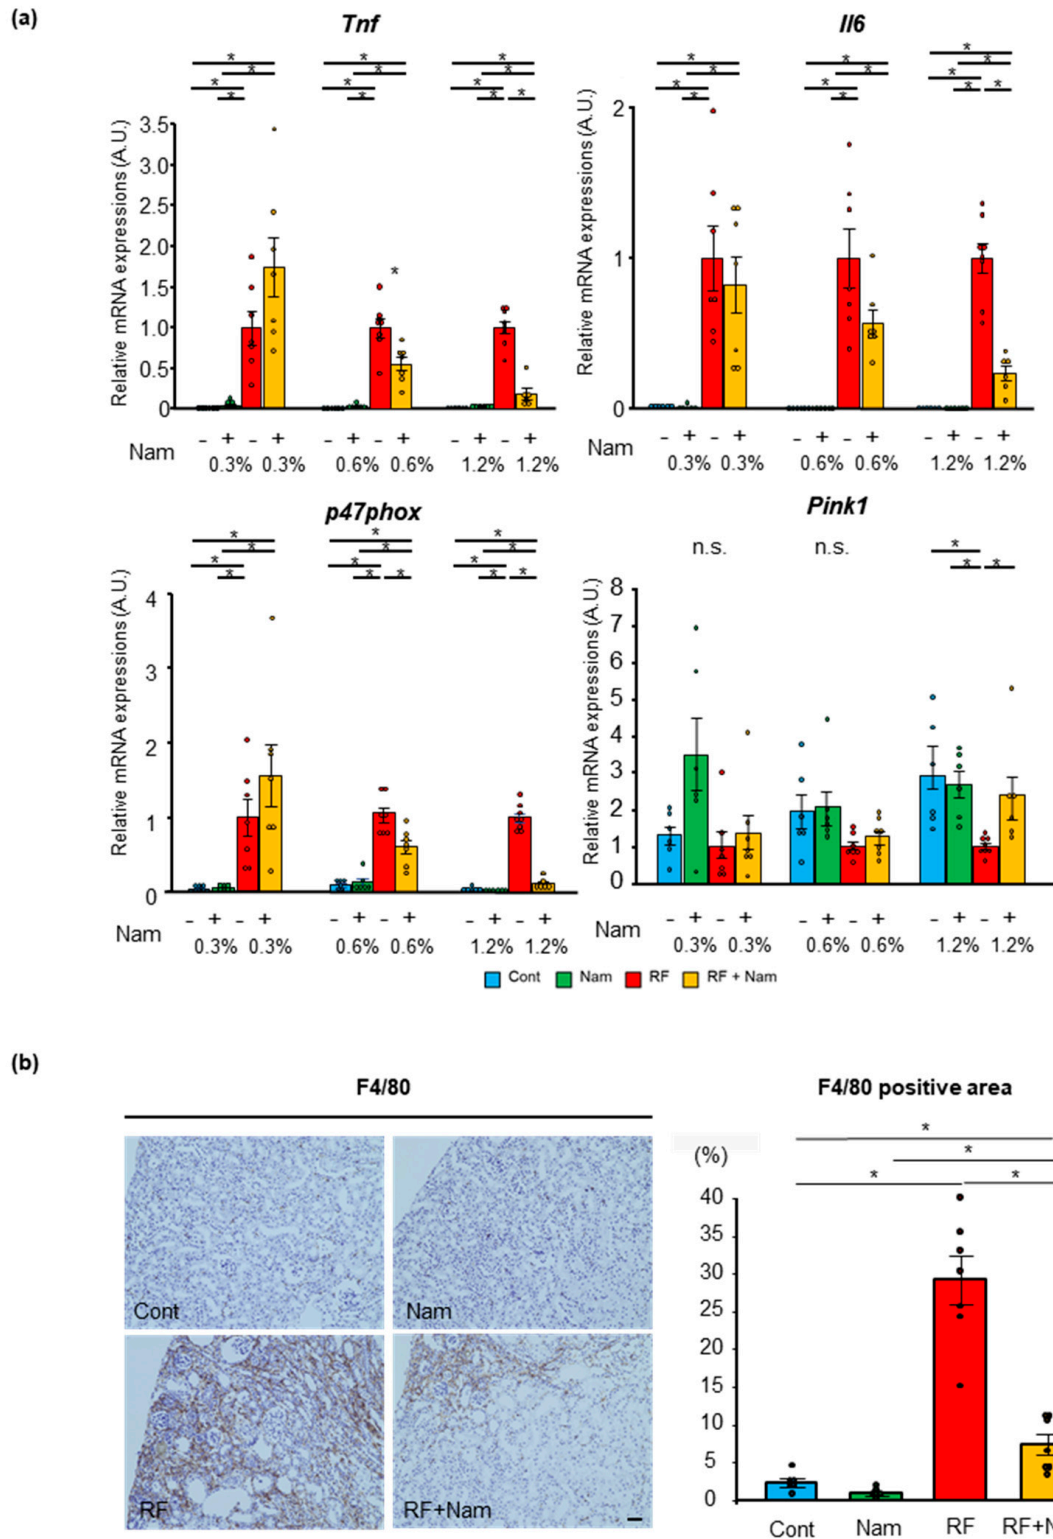 (a)
Tnf
Il6
* * *
* * * * * *
* * * * * *
* * * * * * * *
Relative mRNA expressions (A.U.)
3.5
3.0
2.5
2.0
1.5
1.0
0.5
0
*
Nam
- + - + - + - + - + - +
0.3% 0.3% 0.6% 0.6% 1.2% 1.2%
Relative mRNA expressions (A.U.)
2
1
0
Nam
- + - + - + - + - + - +
0.3% 0.3% 0.6% 0.6% 1.2% 1.2%
p47phox
Pink1
* * *
* * *
* * *
* * * * *
n.s. n.s.
*
* *
Relative mRNA expressions (A.U.)
4
3
2
1
0
Nam
- + - + - + - + - + - +
0.3% 0.3% 0.6% 0.6% 1.2% 1.2%
Relative mRNA expressions (A.U.)
8
7
6
5
4
3
2
1
0
Nam
- + - + - + - + - + - +
0.3% 0.3% 0.6% 0.6% 1.2% 1.2%
Cont Nam RF RF + Nam
(b)
F4/80
Cont
Nam
RF
RF+Nam
F4/80 positive area
(%)
*
*
* *
40
35
30
25
20
15
10
5
0
Cont Nam RF RF+N